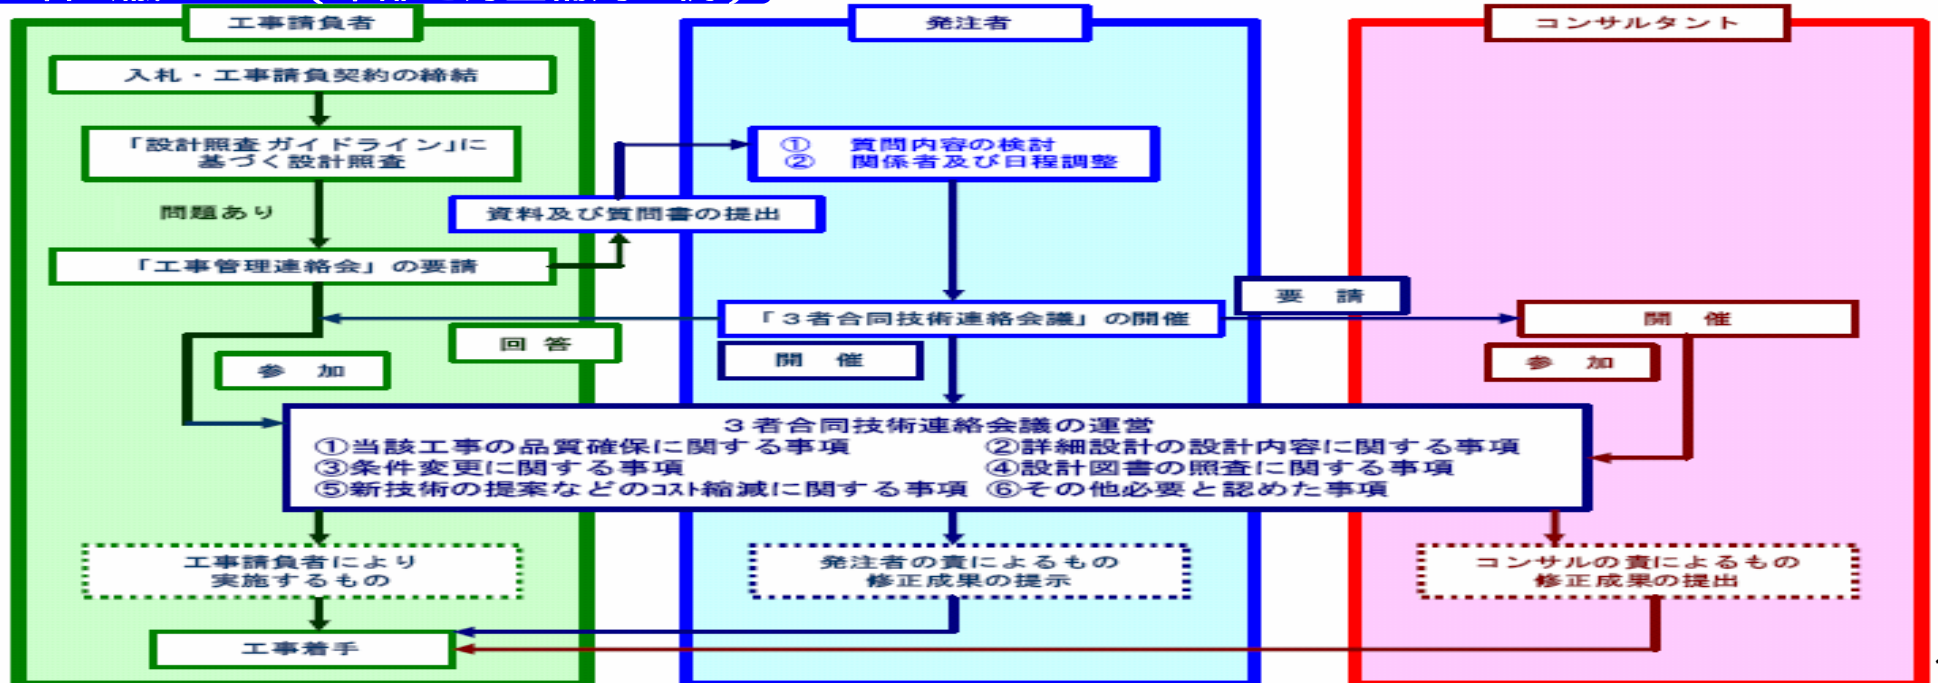 工事請負者
発注者
コンサルタント
入札・工事請負契約の締結
「設計照査ガイドライン」に
基づく設計照査
① 質問内容の検討
② 関係者及び日程調整
問題あり
資料及び質問書の提出
「工事管理連絡会」の要請
要 請
「３者合同技術連絡会議」の開催
開 催
回 答
開 催
参 加
参 加
３者合同技術連絡会議の運営
①当該工事の品質確保に関する事項 ②詳細設計の設計内容に関する事項
③条件変更に関する事項 ④設計図書の照査に関する事項
⑤新技術の提案などのｺｽﾄ縮減に関する事項 ⑥その他必要と認めた事項
工事請負者により
実施するもの
発注者の責によるもの
修正成果の提示
コンサルの責によるもの
修正成果の提出
工事着手